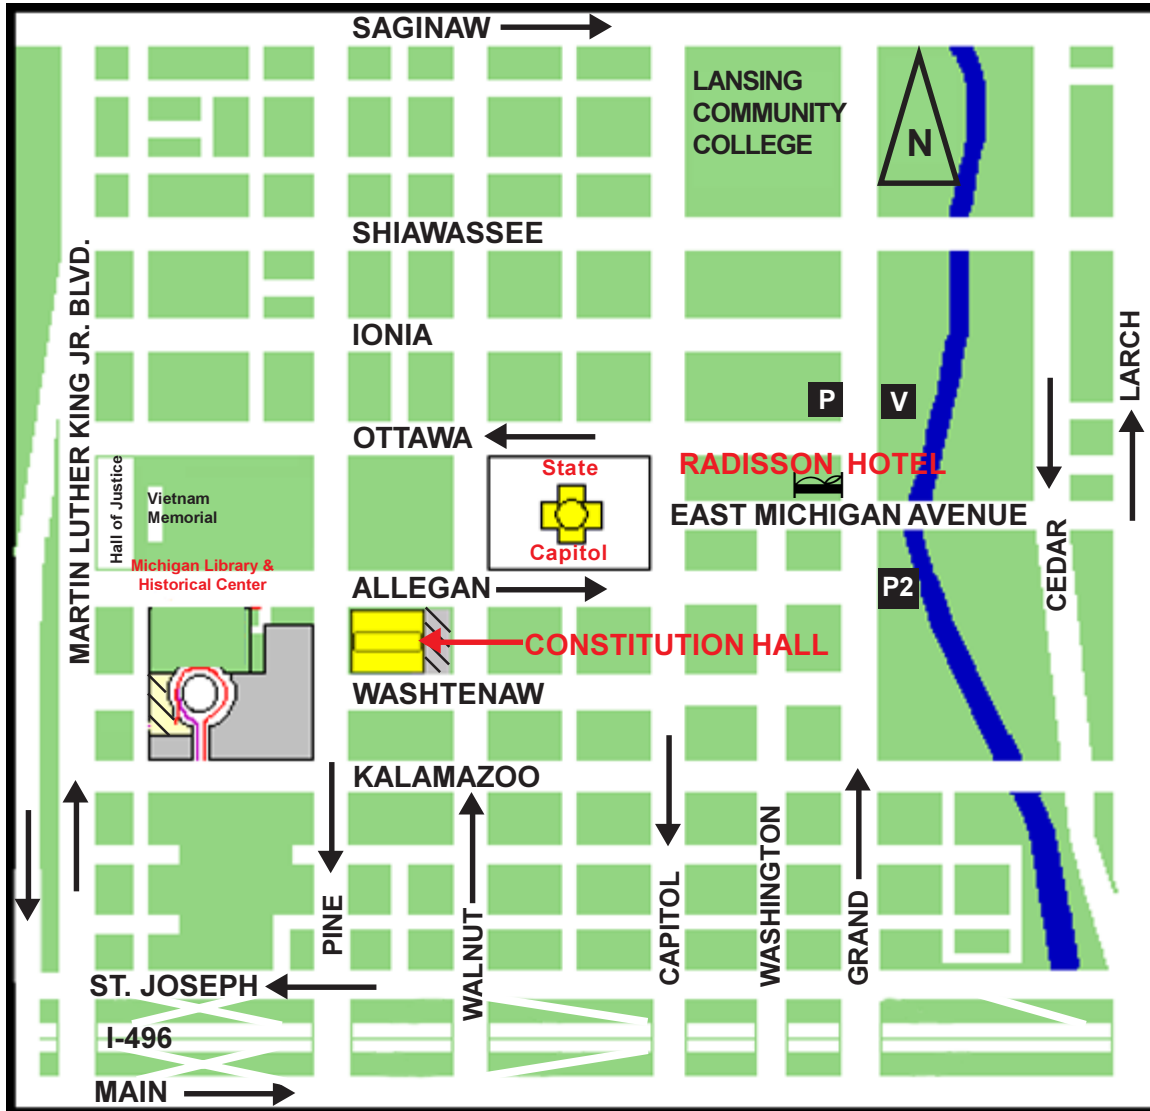 SAGINAW
LANSING
COMMUNITY
COLLEGE
N
SHIAWASSEE
MARTIN LUTHER KING JR. BLVD.
IONIA
LARCH
P
V
OTTAWA
Hall of Justice
Vietnam
Memorial
State
Capitol
RADISSON HOTEL
EAST MICHIGAN AVENUE
CEDAR
Michigan Library &
Historical Center
ALLEGAN
P2
CONSTITUTION HALL
WASHTENAW
KALAMAZOO
PINE
WALNUT
CAPITOL
WASHINGTON
GRAND
ST. JOSEPH
I-496
MAIN